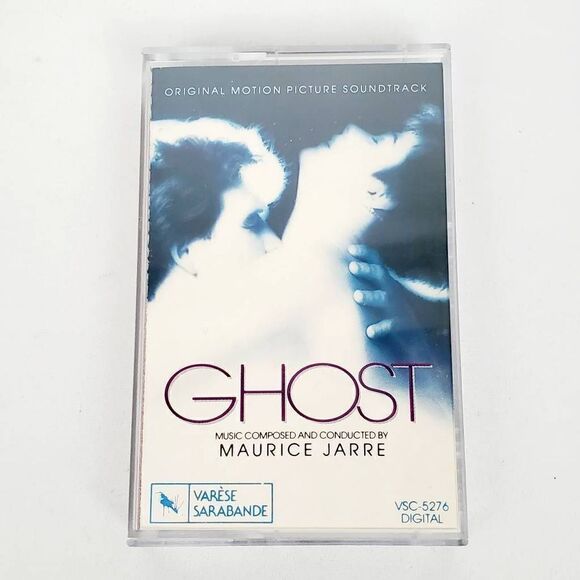 ORIGINAL MOTION PICTURE SOUNDTRACK
GHOST
MUSIC COMPOSED AND CONDUCTED BY
MAURICE JARRE
VARÈSE
SARABANDE
VSC-5276
DIGITAL